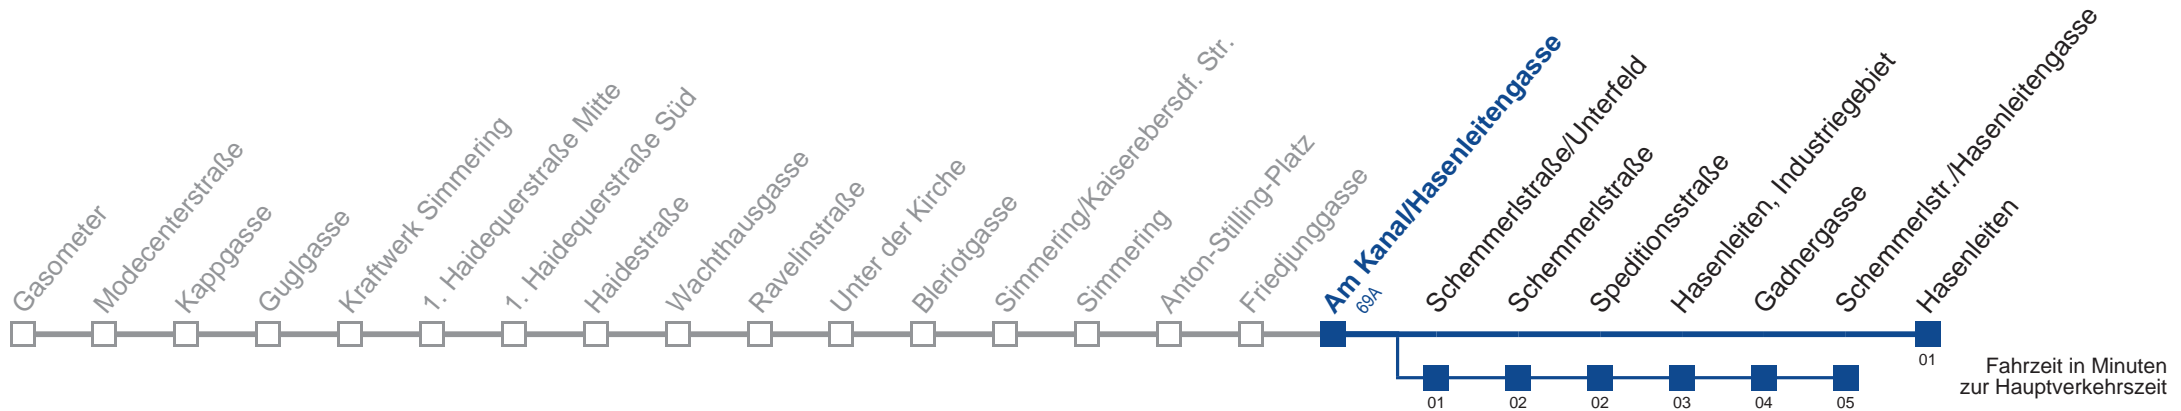 Gasometer
Modecenterstraße
Kappgasse
Guglgasse
Kraftwerk Simmering
1. Haidequerstraße Mitte
1. Haidequerstraße Süd
Haidestraße
Wachthausgasse
Ravelinstraße
Unter der Kirche
Bleriotgasse
Simmering/Kaiserebersdf. Str.
Simmering
Anton-Stilling-Platz
Friedjunggasse
Am Kanal/Hasenleitengasse
69A
Schemmerlstraße/Unterfeld
Schemmerlstraße
Speditionsstraße
Hasenleiten, Industriegebiet
Gadnergasse
Schemmerlstr./Hasenleitengasse
Hasenleiten
01
Fahrzeit in Minuten
zur Hauptverkehrszeit
01 02 02 03 04 05